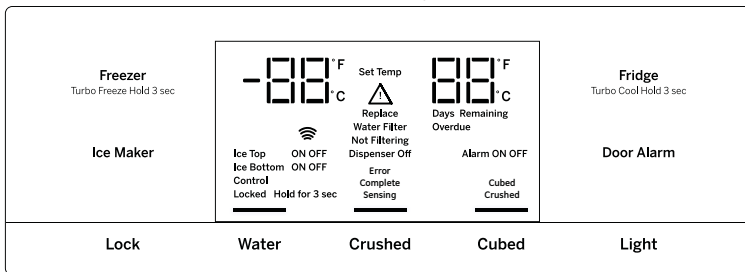 -88 °F °C
Set Temp
88 °F °C
Freezer
Turbo Freeze Hold 3 sec
Fridge
Turbo Cool Hold 3 sec
Replace
Water Filter
Not Filtering
Dispenser Off
Days Remaining
Overdue
Ice Maker
Ice Top ON OFF
Ice Bottom ON OFF
Control
Locked Hold for 3 sec
Error
Complete
Sensing
Alarm ON OFF
Cubed
Crushed
Door Alarm
Lock Water Crushed Cubed Light